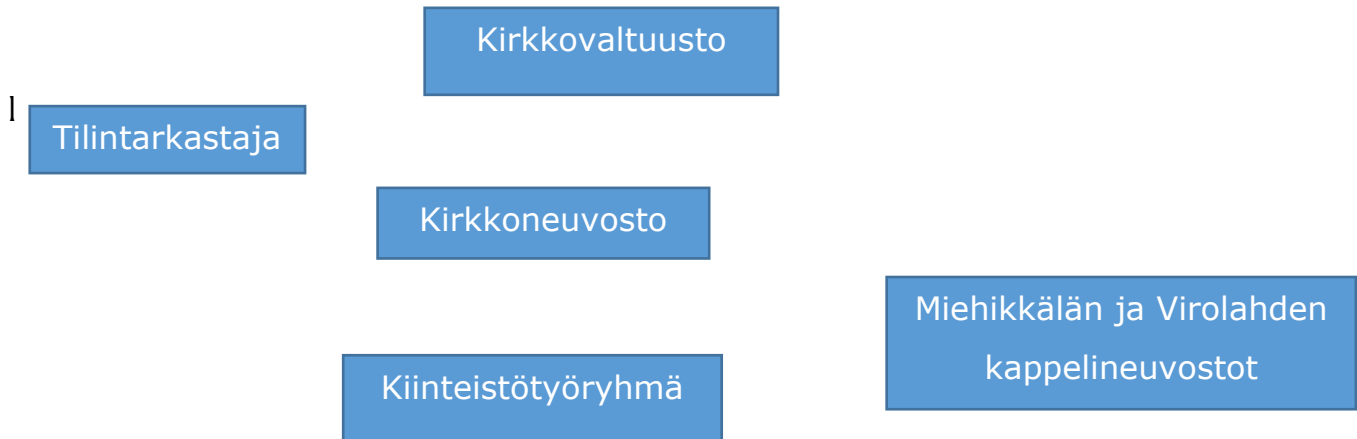 Kirkkovaltuusto
l
Tilintarkastaja
Kirkkoneuvosto
Miehikkälän ja Virolahden
kappelineuvostot
Kiinteistötyöryhmä